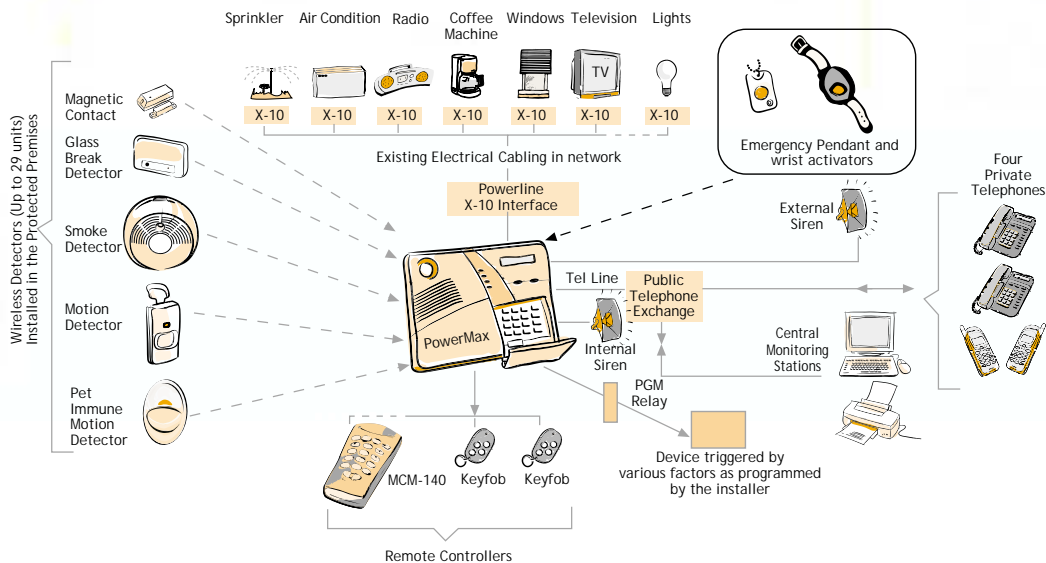 Sprinkler
Air Condition
Radio
Coffee
Machine
Windows
Television
Lights
TV
X-10
X-10
X-10
X-10
X-10
X-10
X-10
Existing Electrical Cabling in network
Powerline
X-10 Interface
Emergency Pendant and
wrist activators
Wireless Detectors (Up to 29 units)
Installed in the Protected Premises
Magnetic
Contact
Glass
Break
Detector
Smoke
Detector
Motion
Detector
Pet
Immune
Motion
Detector
PowerMax
External
Siren
Tel Line
Public
Telephone
Exchange
Internal
Siren
Four
Private
Telephones
Central
Monitoring
Stations
PGM
Relay
Device triggered by
various factors as programmed
by the installer
MCM-140
Keyfob
Keyfob
Remote Controllers